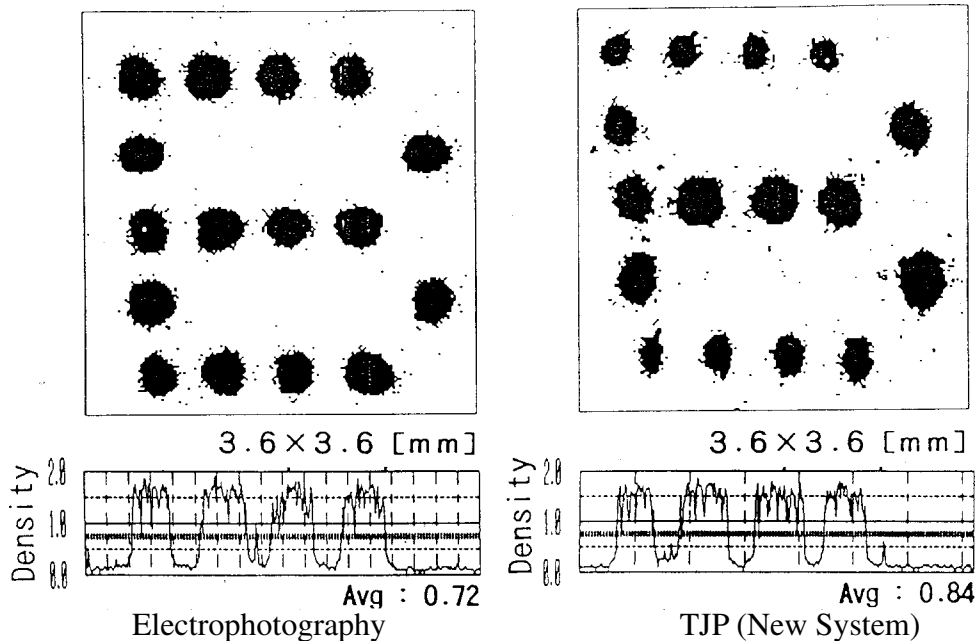 3.6×3.6 [mm]
Density
2.0
1.0
0.0
Avg : 0.72
Electrophotography
3.6×3.6 [mm]
Density
2.0
1.0
0.0
Avg : 0.84
TJP (New System)